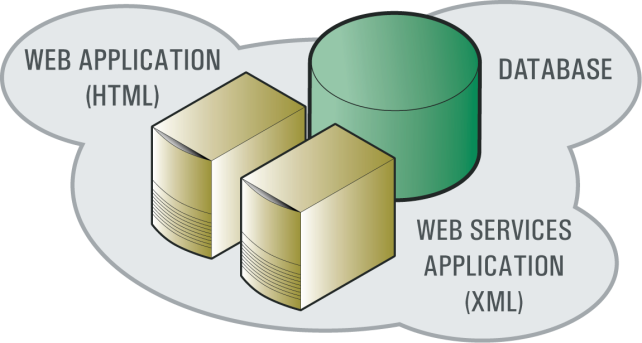 WEB APPLICATION
(HTML)
DATABASE
WEB SERVICES
APPLICATION
(XML)